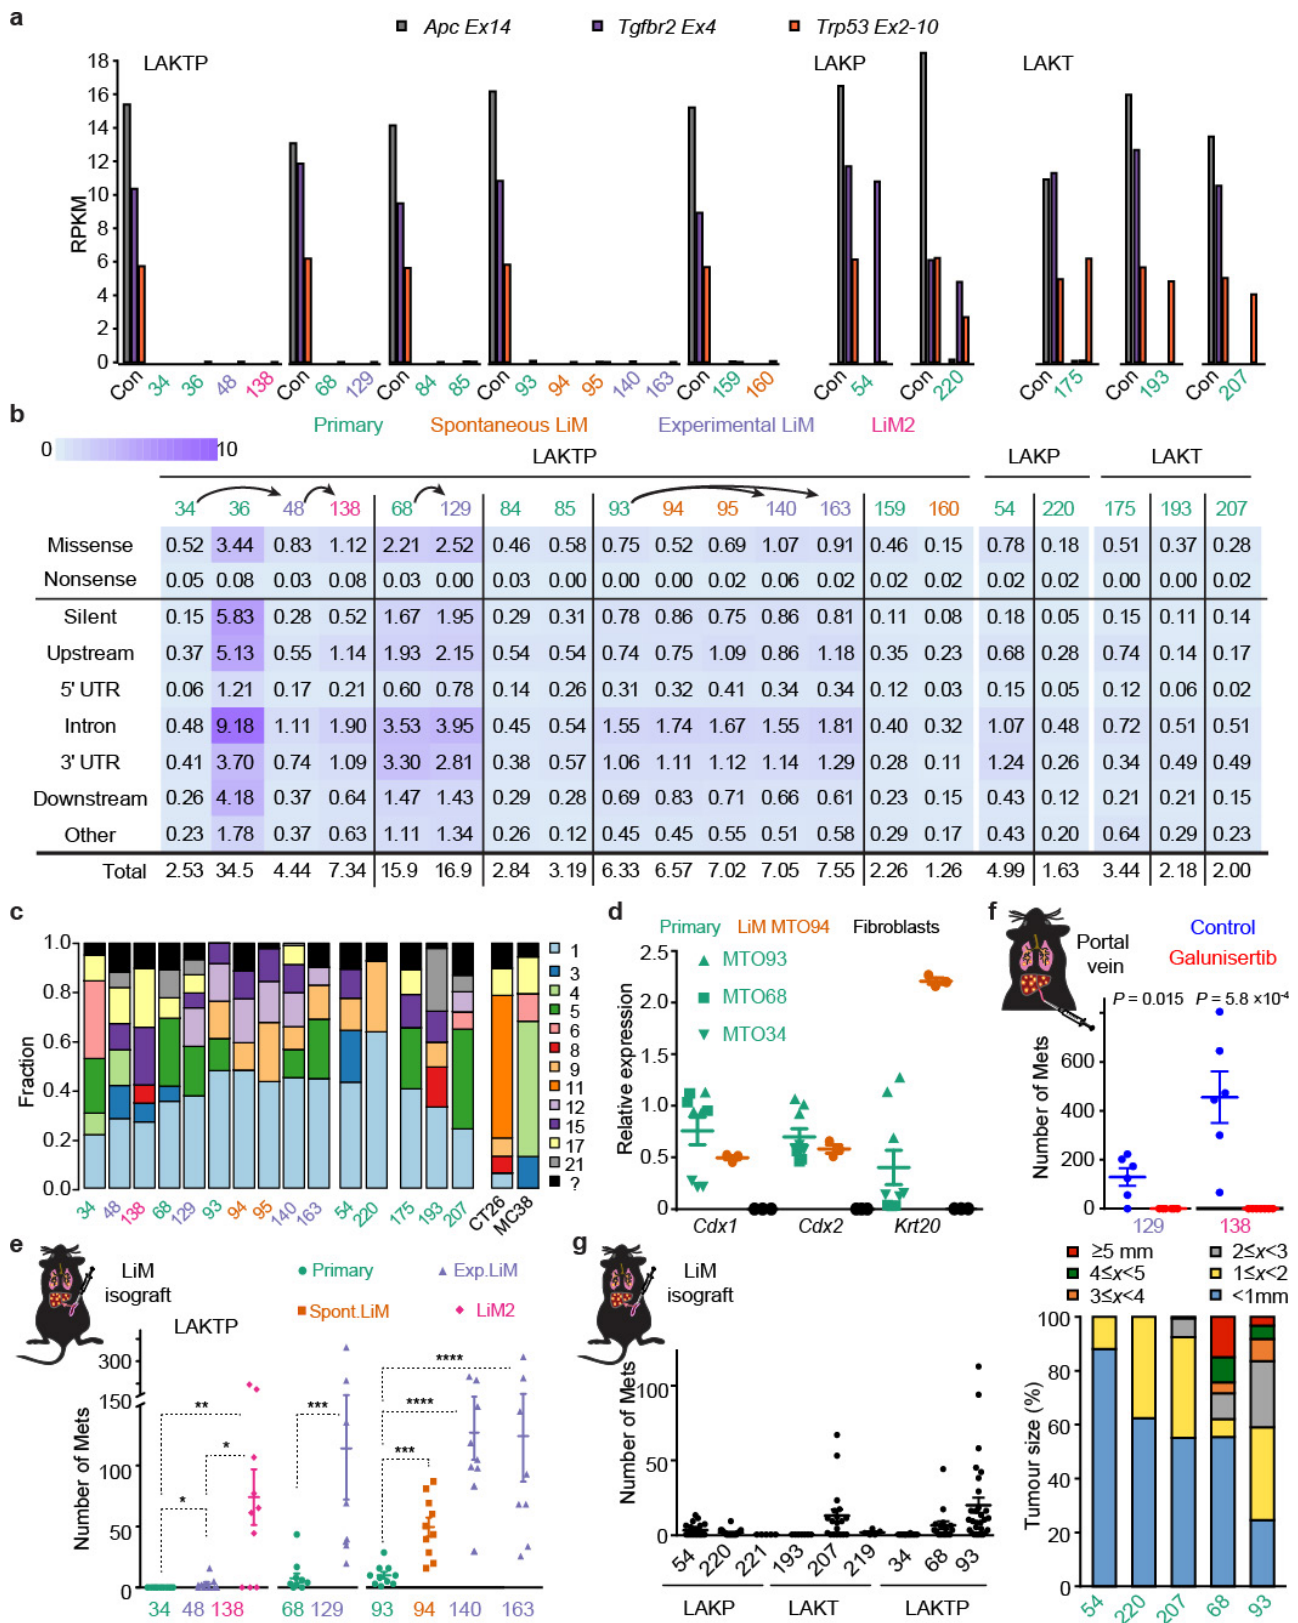 a
Apc Ex14 Tgfbr2 Ex4 Trp53 Ex2-10
LAKTP LAKP LAKT
RPKM
18
16
14
12
10
8
6
4
2
0
Con 34 36 48 138 Con 68 129 Con 84 85 Con 93 94 95 140 163 Con 159 160 Con 54 Con 220 Con 175 Con 193 Con 207
b Primary Spontaneous LiM Experimental LiM LiM2
0 10
LAKTP LAKP LAKT
34 36 48 138 68 129 84 85 93 94 95 140 163 159 160 54 220 175 193 207
Missense 0.52 3.44 0.83 1.12 2.21 2.52 0.46 0.58 0.75 0.52 0.69 1.07 0.91 0.46 0.15 0.78 0.18 0.51 0.37 0.28
Nonsense 0.05 0.08 0.03 0.08 0.03 0.00 0.03 0.00 0.00 0.00 0.02 0.06 0.02 0.02 0.02 0.02 0.02 0.00 0.00 0.02
Silent 0.15 5.83 0.28 0.52 1.67 1.95 0.29 0.31 0.78 0.86 0.75 0.86 0.81 0.11 0.08 0.18 0.05 0.15 0.11 0.14
Upstream 0.37 5.13 0.55 1.14 1.93 2.15 0.54 0.54 0.74 0.75 1.09 0.86 1.18 0.35 0.23 0.68 0.28 0.74 0.14 0.17
5' UTR 0.06 1.21 0.17 0.21 0.60 0.78 0.14 0.26 0.31 0.32 0.41 0.34 0.34 0.12 0.03 0.15 0.05 0.12 0.06 0.02
Intron 0.48 9.18 1.11 1.90 3.53 3.95 0.45 0.54 1.55 1.74 1.67 1.55 1.81 0.40 0.32 1.07 0.48 0.72 0.51 0.51
3' UTR 0.41 3.70 0.74 1.09 3.30 2.81 0.38 0.57 1.06 1.11 1.12 1.14 1.29 0.28 0.11 1.24 0.26 0.34 0.49 0.49
Downstream 0.26 4.18 0.37 0.64 1.47 1.43 0.29 0.28 0.69 0.83 0.71 0.66 0.61 0.23 0.15 0.43 0.12 0.21 0.21 0.15
Other 0.23 1.78 0.37 0.63 1.11 1.34 0.26 0.12 0.45 0.45 0.55 0.51 0.58 0.29 0.17 0.43 0.20 0.64 0.29 0.23
Total 2.53 34.5 4.44 7.34 15.9 16.9 2.84 3.19 6.33 6.57 7.02 7.05 7.55 2.26 1.26 4.99 1.63 3.44 2.18 2.00
c
Fraction
1.0
0.8
0.6
0.4
0.2
0.0
34 48 138 68 129 93 94 95 140 163 54 220 175 193 207 CT26 MC38
1
3
4
5
6
8
9
11
12
15
17
21
?
d
Primary LiM MTO94 Fibroblasts
MTO93
MTO68
MTO34
Relative expression
2.5
2.0
1.5
1.0
0.5
0
Cdx1 Cdx2 Krt20
f
Portal
vein
Control
Galunisertib
P = 0.015 P = 5.8 ×10-4
Number of Mets
600
400
200
0
129 138
e
LiM
isograft
Primary Exp.LiM
Spont.LiM LiM2
LAKTP
Number of Mets
300
150
100
50
0
** * * *** *** **** ****
34 48 138 68 129 93 94 140 163
g
LiM
isograft
Number of Mets
100
50
0
54 220 221 193 207 219 34 68 93
LAKP LAKT LAKTP
≥5 mm 2≤x<3
4≤x<5 1≤x<2
3≤x<4 <1mm
Tumour size (%)
100
80
60
40
20
0
54 220 207 68 93